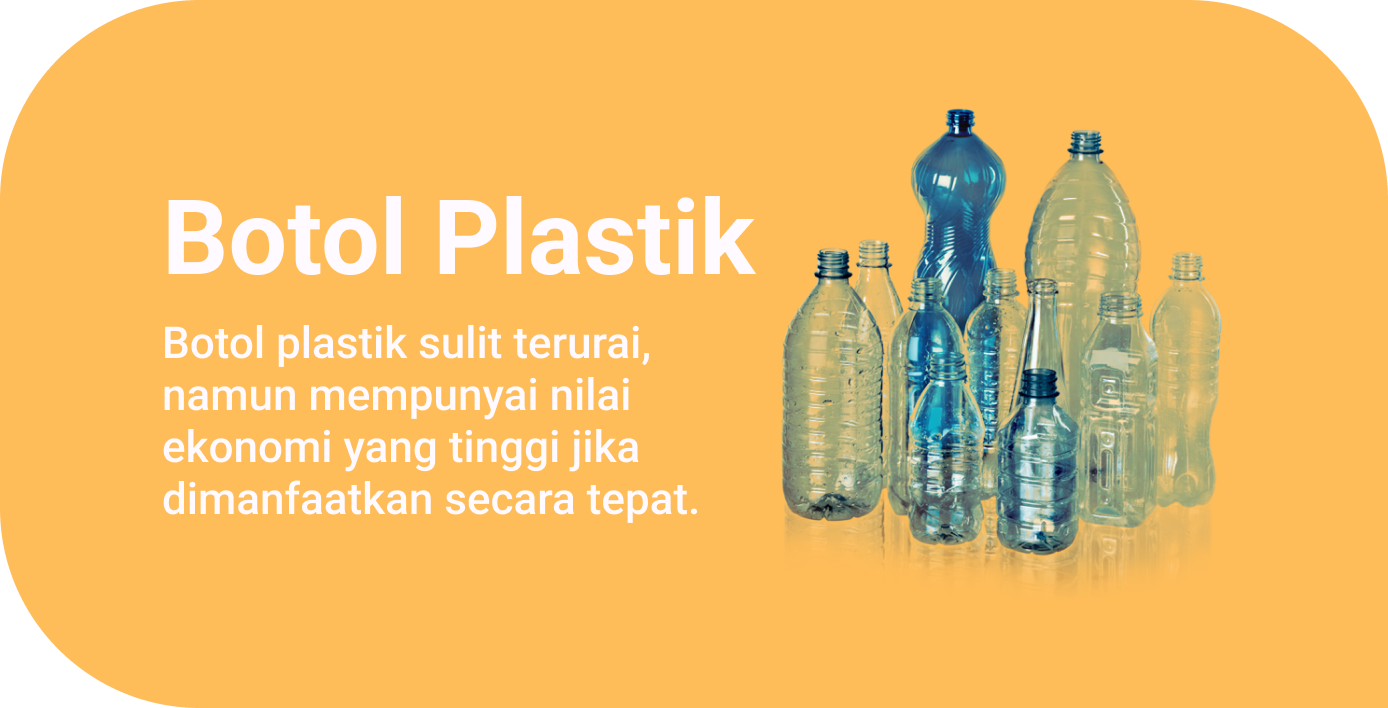 Botol Plastik
Botol plastik sulit terurai,
namun mempunyai nilai
ekonomi yang tinggi jika
dimanfaatkan secara tepat.